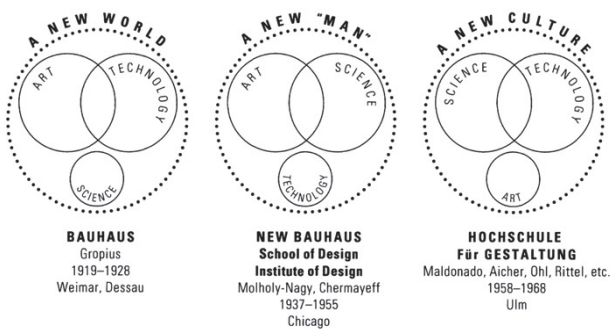 A NEW WORLD
ART
TECHNOLOGY
SCIENCE
BAUHAUS
Gropius
1919–1928
Weimar, Dessau
A NEW "MAN"
ART
SCIENCE
TECHNOLOGY
NEW BAUHAUS
School of Design
Institute of Design
Moholy-Nagy, Chermayeff
1937–1955
Chicago
A NEW CULTURE
SCIENCE
TECHNOLOGY
ART
HOCHSCHULE
Für GESTALTUNG
Maldonado, Aicher, Ohl, Rittel, etc.
1958–1968
Ulm